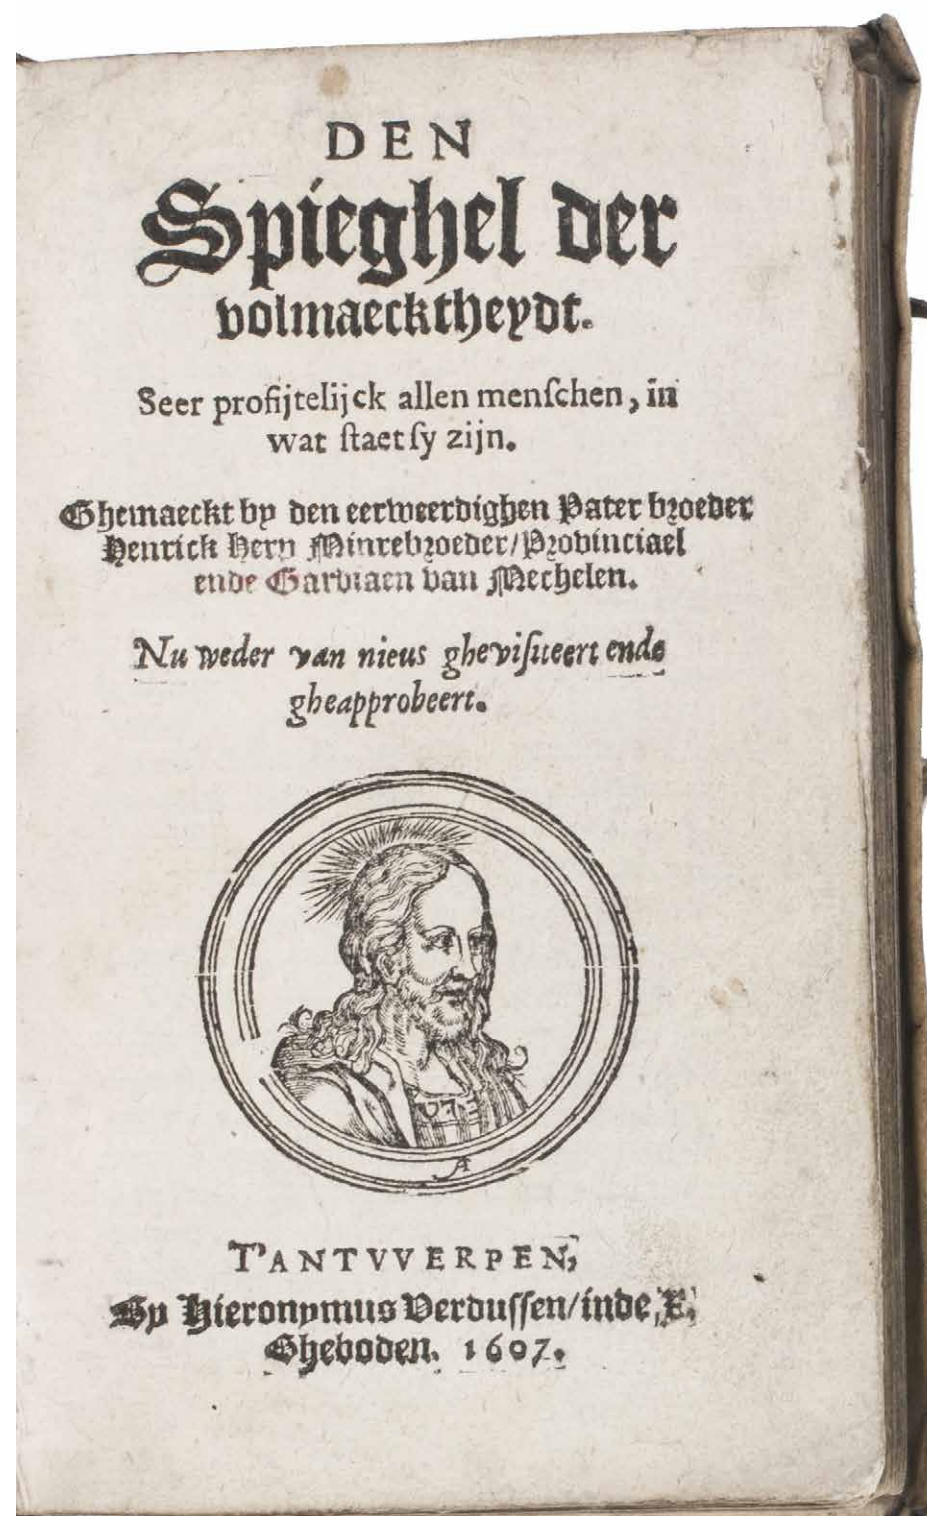 DEN
Spieghel der
volmaecktheydt.
Seer profijtelijck allen menſchen, in
wat ſtaet ſy zijn.
Ghemaeckt by den eerweerdighen Pater broeder
Henrick Hern Minrebroeder/Provinciael
ende Gardiaen van Mechelen.
Nu weder van nieus gheviſiteert ende
gheapprobeert.
A
T'ANTVVERPEN,
By Hieronymus Verduſſen/inde X.
Gheboden. 1607.